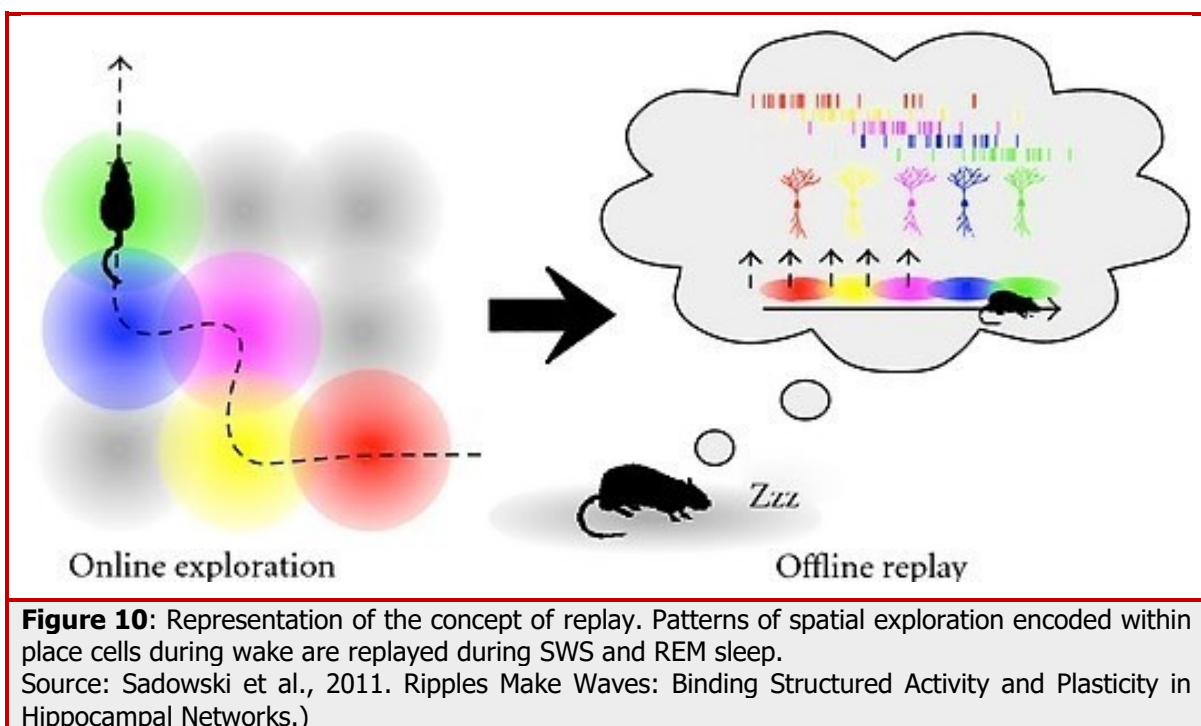 Online exploration
Zzz
Offline replay
Figure 10: Representation of the concept of replay. Patterns of spatial exploration encoded within
place cells during wake are replayed during SWS and REM sleep.
Source: Sadowski et al., 2011. Ripples Make Waves: Binding Structured Activity and Plasticity in
Hippocampal Networks.)